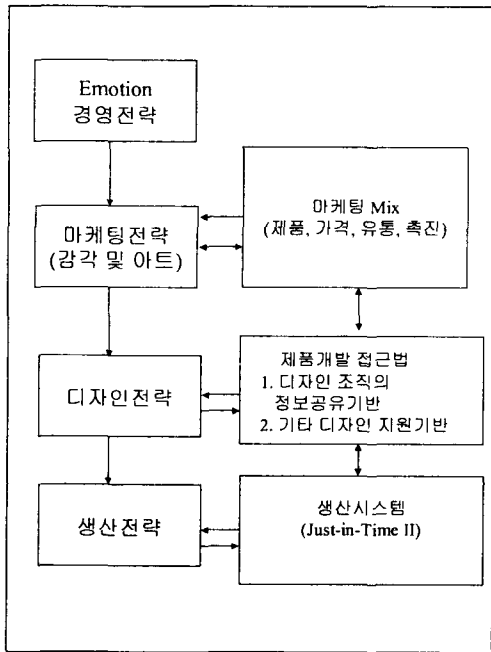 Emotion
경영전략
마케팅 Mix
(제품, 가격, 유통, 촉진)
마케팅전략
(감각 및 아트)
제품개발 접근법
1. 디자인 조직의
정보공유기반
2. 기타 디자인 지원기반
디자인전략
생산시스템
(Just-in-Time II)
생산전략